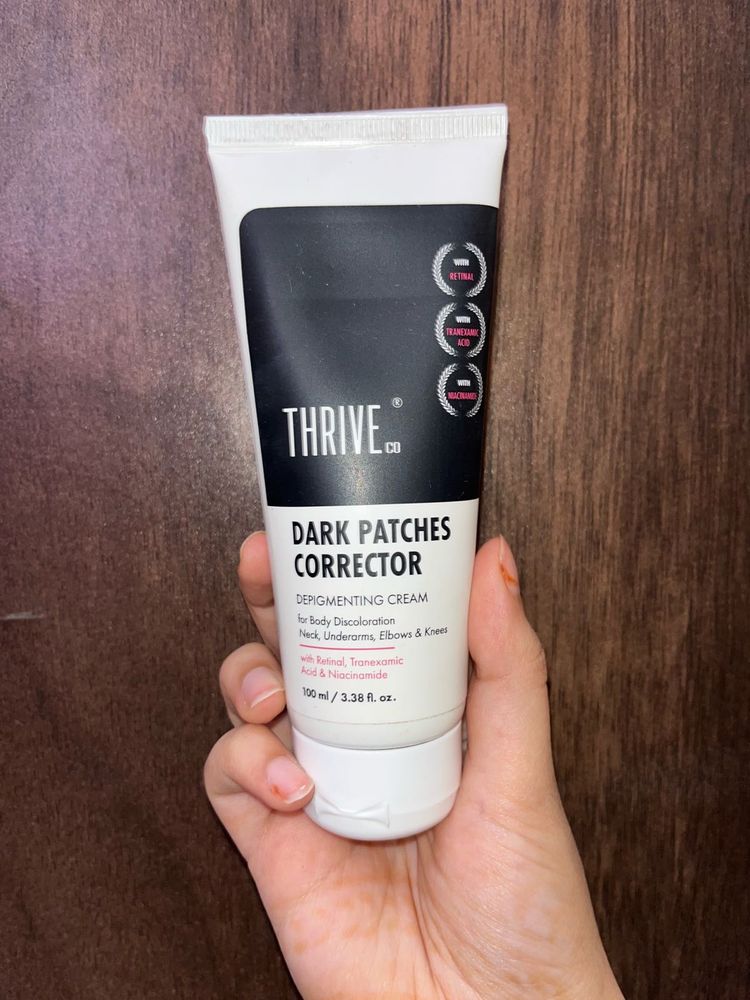 WITH
RETINAL
WITH
TRANEXAMIC
ACID
WITH
NIACINAMIDE
THRIVE CO ®
DARK PATCHES
CORRECTOR
DEPIGMENTING CREAM
for Body Discoloration
Neck, Underarms, Elbows & Knees
with Retinal, Tranexamic
Acid & Niacinamide
100 ml / 3.38 fl. oz.